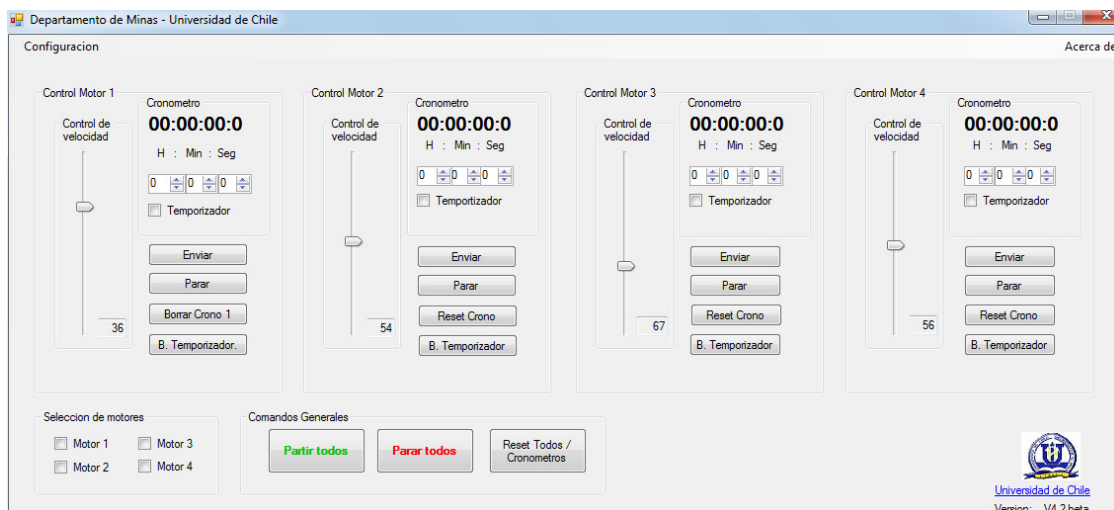 Departamento de Minas - Universidad de Chile
Configuracion
Acerca de
Control Motor 1
Control de
velocidad
36
Cronometro
00:00:00:0
H : Min : Seg
0 0 0
Temporizador
Enviar
Parar
Borrar Crono 1
B. Temporizador.
Control Motor 2
Control de
velocidad
54
Cronometro
00:00:00:0
H : Min : Seg
0 0 0
Temportizador
Enviar
Parar
Reset Crono
B. Temporizador
Control Motor 3
Control de
velocidad
67
Cronometro
00:00:00:0
H : Min : Seg
0 0 0
Temporizador
Enviar
Parar
Reset Crono
B. Temporizador
Control Motor 4
Control de
velocidad
56
Cronometro
00:00:00:0
H : Min : Seg
0 0 0
Temporizador
Enviar
Parar
Reset Crono
B. Temporizador
Seleccion de motores
Motor 1
Motor 3
Motor 2
Motor 4
Comandos Generales
Partir todos
Parar todos
Reset Todos /
Cronometros
Universidad de Chile
Version: V4.2 beta